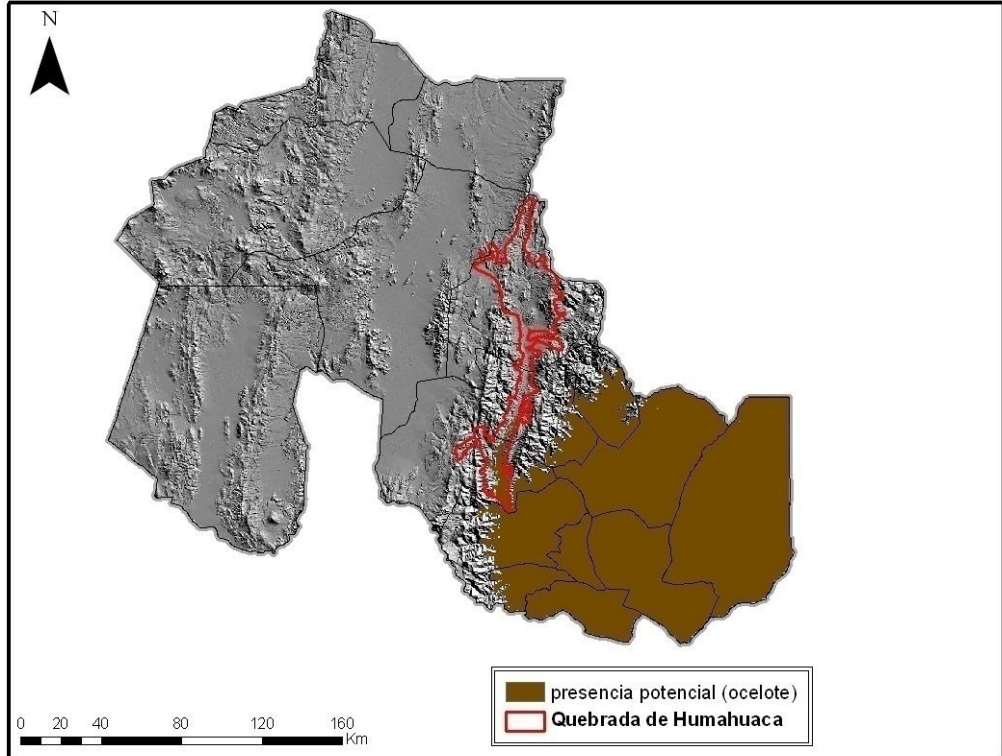 N
presencia potencial (ocelote)
Quebrada de Humahuaca
0 20 40 80 120 160
Km